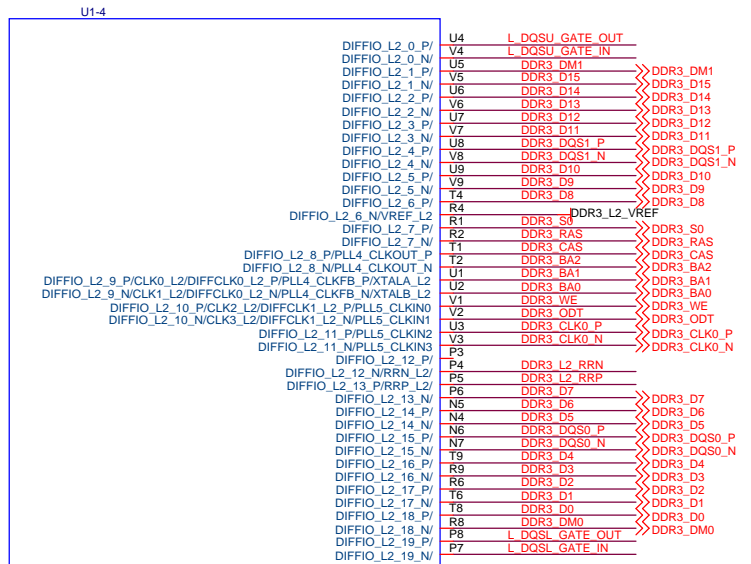 U1-4
DIFFIO_L2_0_P/ U4 L_DQSU_GATE_OUT
DIFFIO_L2_0_N/ V4 L_DQSU_GATE_IN
DIFFIO_L2_1_P/ U5 DDR3_DM1 DDR3_DM1
DIFFIO_L2_1_N/ V5 DDR3_D15 DDR3_D15
DIFFIO_L2_2_P/ U6 DDR3_D14 DDR3_D14
DIFFIO_L2_2_N/ V6 DDR3_D13 DDR3_D13
DIFFIO_L2_3_P/ U7 DDR3_D12 DDR3_D12
DIFFIO_L2_3_N/ V7 DDR3_D11 DDR3_D11
DIFFIO_L2_4_P/ U8 DDR3_DQS1_P DDR3_DQS1_P
DIFFIO_L2_4_N/ V8 DDR3_DQS1_N DDR3_DQS1_N
DIFFIO_L2_5_P/ U9 DDR3_D10 DDR3_D10
DIFFIO_L2_5_N/ V9 DDR3_D9 DDR3_D9
DIFFIO_L2_6_P/ T4 DDR3_D8 DDR3_D8
DIFFIO_L2_6_N/VREF_L2 R4 DDR3_L2_VREF
DIFFIO_L2_7_P/ R1 DDR3_S0 DDR3_S0
DIFFIO_L2_7_N/ R2 DDR3_RAS DDR3_RAS
DIFFIO_L2_8_P/PLL4_CLKOUT_P T1 DDR3_CAS DDR3_CAS
DIFFIO_L2_8_N/PLL4_CLKOUT_N T2 DDR3_BA2 DDR3_BA2
DIFFIO_L2_9_P/CLK0_L2/DIFFCLK0_L2_P/PLL4_CLKFB_P/XTALA_L2 U1 DDR3_BA1 DDR3_BA1
DIFFIO_L2_9_N/CLK1_L2/DIFFCLK0_L2_N/PLL4_CLKFB_N/XTALB_L2 U2 DDR3_BA0 DDR3_BA0
DIFFIO_L2_10_P/CLK2_L2/DIFFCLK1_L2_P/PLL5_CLKIN0 V1 DDR3_WE DDR3_WE
DIFFIO_L2_10_N/CLK3_L2/DIFFCLK1_L2_N/PLL5_CLKIN1 V2 DDR3_ODT DDR3_ODT
DIFFIO_L2_11_P/PLL5_CLKIN2 U3 DDR3_CLK0_P DDR3_CLK0_P
DIFFIO_L2_11_N/PLL5_CLKIN3 V3 DDR3_CLK0_N DDR3_CLK0_N
DIFFIO_L2_12_P/ P3
DIFFIO_L2_12_N/RRN_L2/ P4 DDR3_L2_RRN
DIFFIO_L2_13_P/RRP_L2/ P5 DDR3_L2_RRP
DIFFIO_L2_13_N/ P6 DDR3_D7 DDR3_D7
DIFFIO_L2_14_P/ N5 DDR3_D6 DDR3_D6
DIFFIO_L2_14_N/ N4 DDR3_D5 DDR3_D5
DIFFIO_L2_15_P/ N6 DDR3_DQS0_P DDR3_DQS0_P
DIFFIO_L2_15_N/ N7 DDR3_DQS0_N DDR3_DQS0_N
DIFFIO_L2_16_P/ T9 DDR3_D4 DDR3_D4
DIFFIO_L2_16_N/ R9 DDR3_D3 DDR3_D3
DIFFIO_L2_17_P/ R6 DDR3_D2 DDR3_D2
DIFFIO_L2_17_N/ T6 DDR3_D1 DDR3_D1
DIFFIO_L2_18_P/ T8 DDR3_D0 DDR3_D0
DIFFIO_L2_18_N/ R8 DDR3_DM0 DDR3_DM0
DIFFIO_L2_19_P/ P8 L_DQSL_GATE_OUT
DIFFIO_L2_19_N/ P7 L_DQSL_GATE_IN